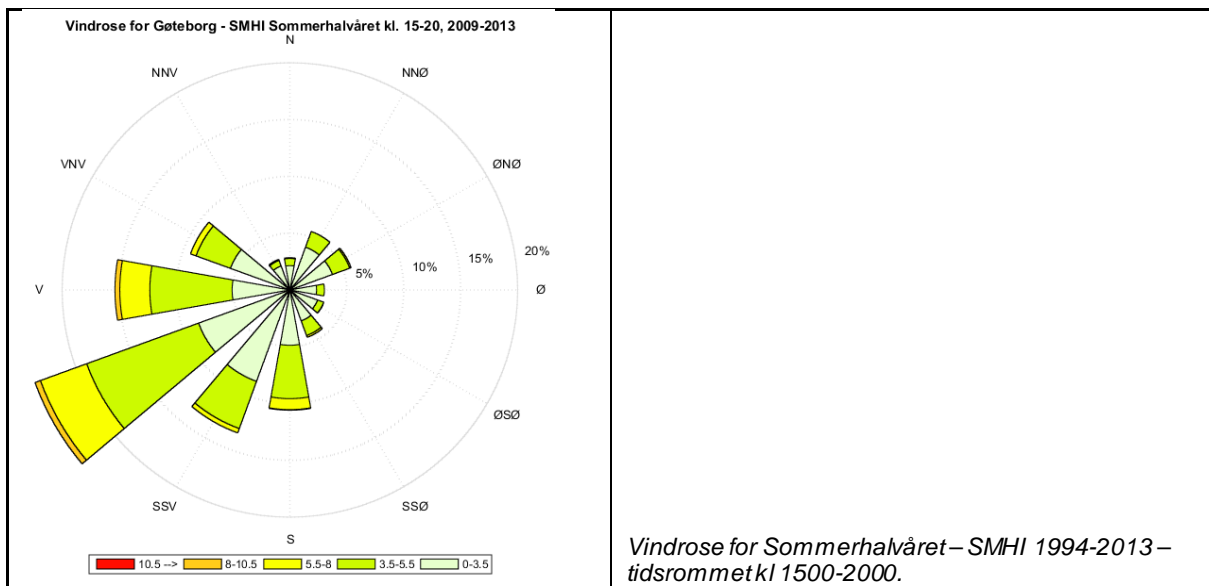 Vindrose for Gøteborg - SMHI Sommerhalvåret kl. 15-20, 2009-2013
N
NNV
NNØ
VNV
ØNØ
20%
15%
10%
5%
V
Ø
ØSØ
SSV
SSØ
S
10.5 --> 8-10.5 5.5-8 3.5-5.5 0-3.5
Vindrose for Sommerhalvåret – SMHI 1994-2013 –
tidsrommet kl 1500-2000.